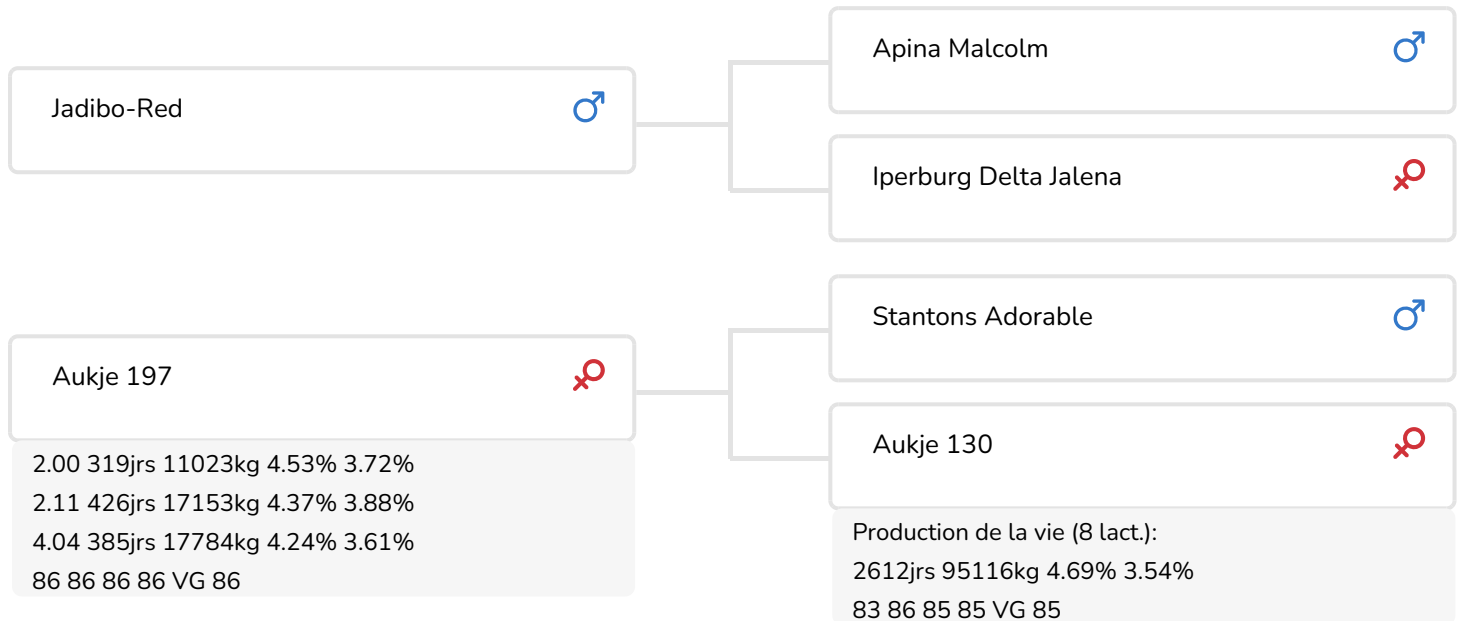 Jadibo-Red
Apina Malcolm
Iperburg Delta Jalena
Aukje 197
2.00 319jrs 11023kg 4.53% 3.72%
2.11 426jrs 17153kg 4.37% 3.88%
4.04 385jrs 17784kg 4.24% 3.61%
86 86 86 86 VG 86
Stantons Adorable
Aukje 130
Production de la vie (8 lact.):
2612jrs 95116kg 4.69% 3.54%
83 86 85 85 VG 85